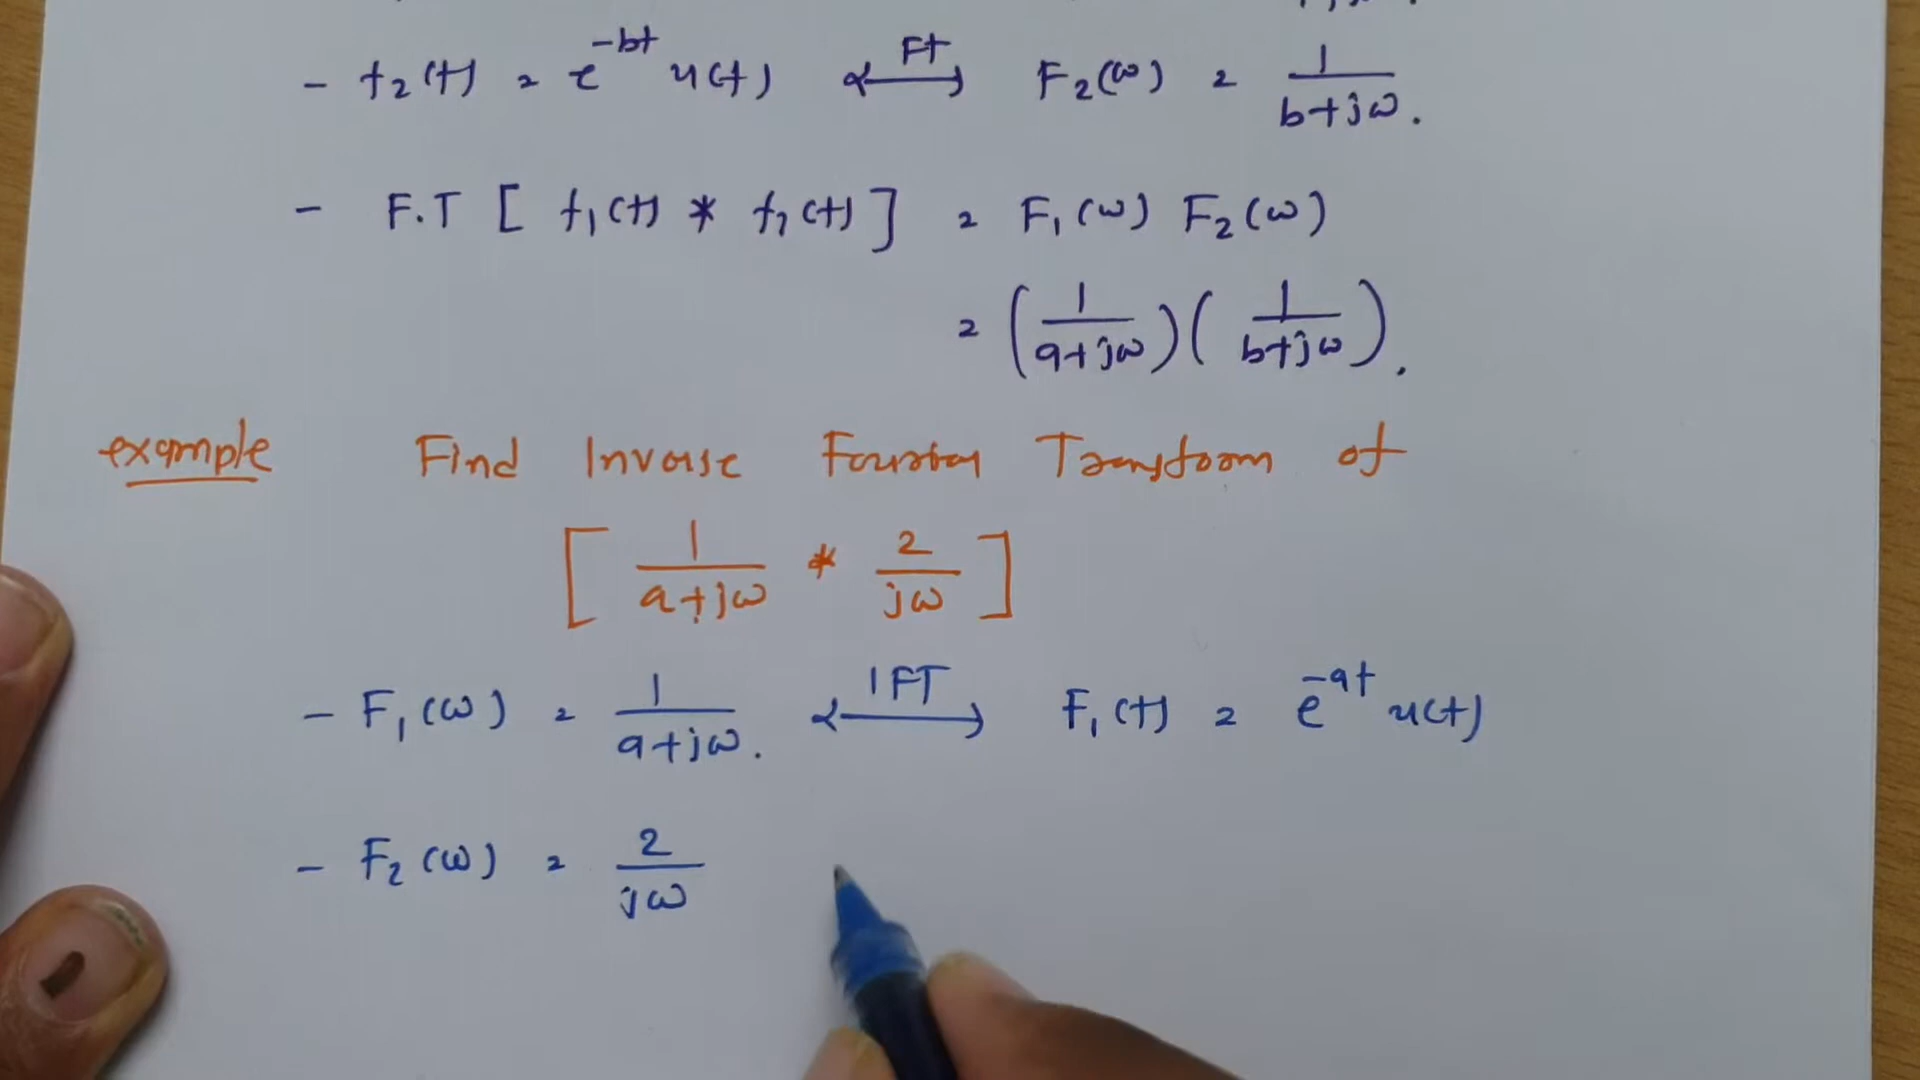 - f₂(t) = e^{-bt} u(t) ⟷^{FT} F₂(ω) = 1/(b+jω).
- F.T [ f₁(t) * f₂(t) ] = F₁(ω) F₂(ω)
= (1/(a+jω)) (1/(b+jω)).
example Find Inverse Fourier Transform of
[ 1/(a+jω) * 2/(jω) ]
- F₁(ω) = 1/(a+jω). ⟷^{IFT} F₁(t) = e^{-at} u(t)
- F₂(ω) = 2/(jω)